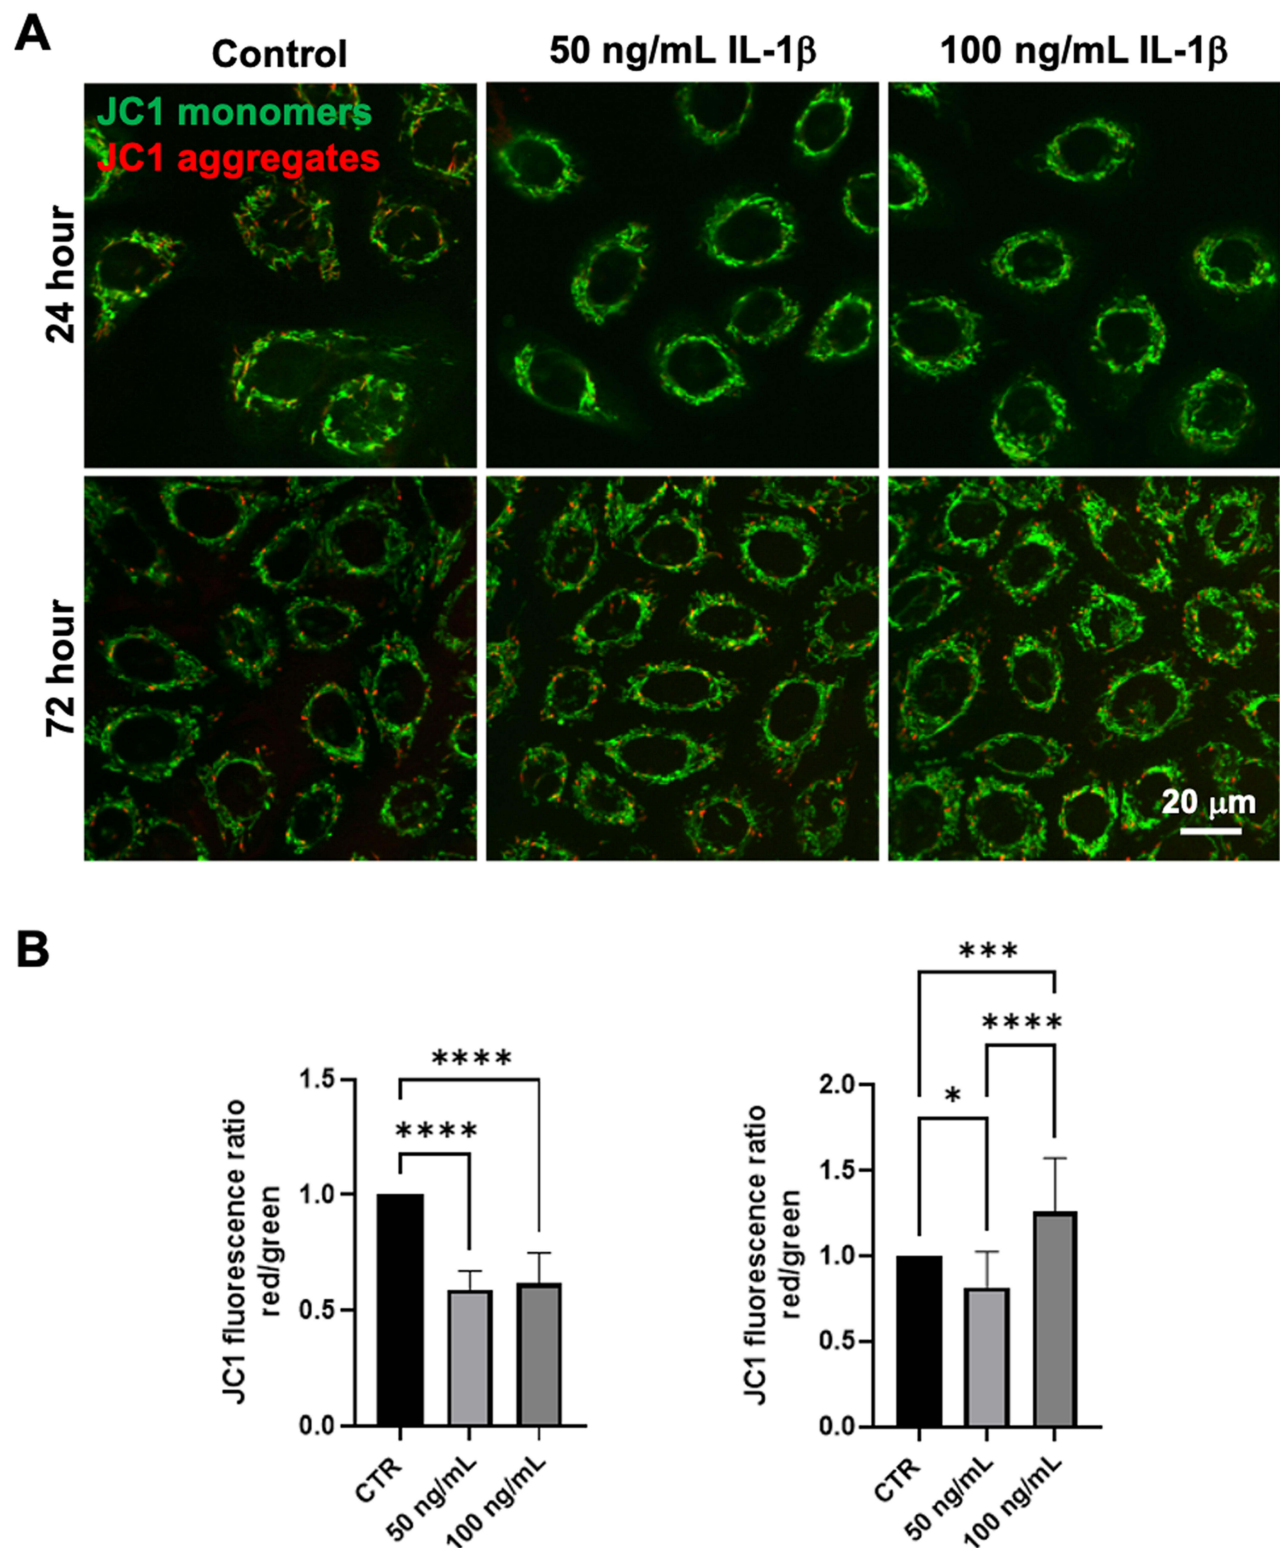 A
Control
50 ng/mL IL-1β
100 ng/mL IL-1β
JC1 monomers
JC1 aggregates
24 hour
72 hour
20 μm
B
****
****
1.5
1.0
0.5
0.0
JC1 fluorescence ratio
red/green
CTR
50 ng/mL
100 ng/mL
***
****
*
2.0
1.5
1.0
0.5
0.0
JC1 fluorescence ratio
red/green
CTR
50 ng/mL
100 ng/mL